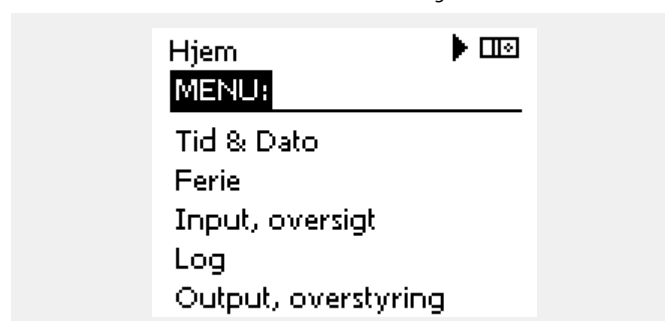 Hjem
MENU:
Tid & Dato
Ferie
Input, oversigt
Log
Output, overstyring